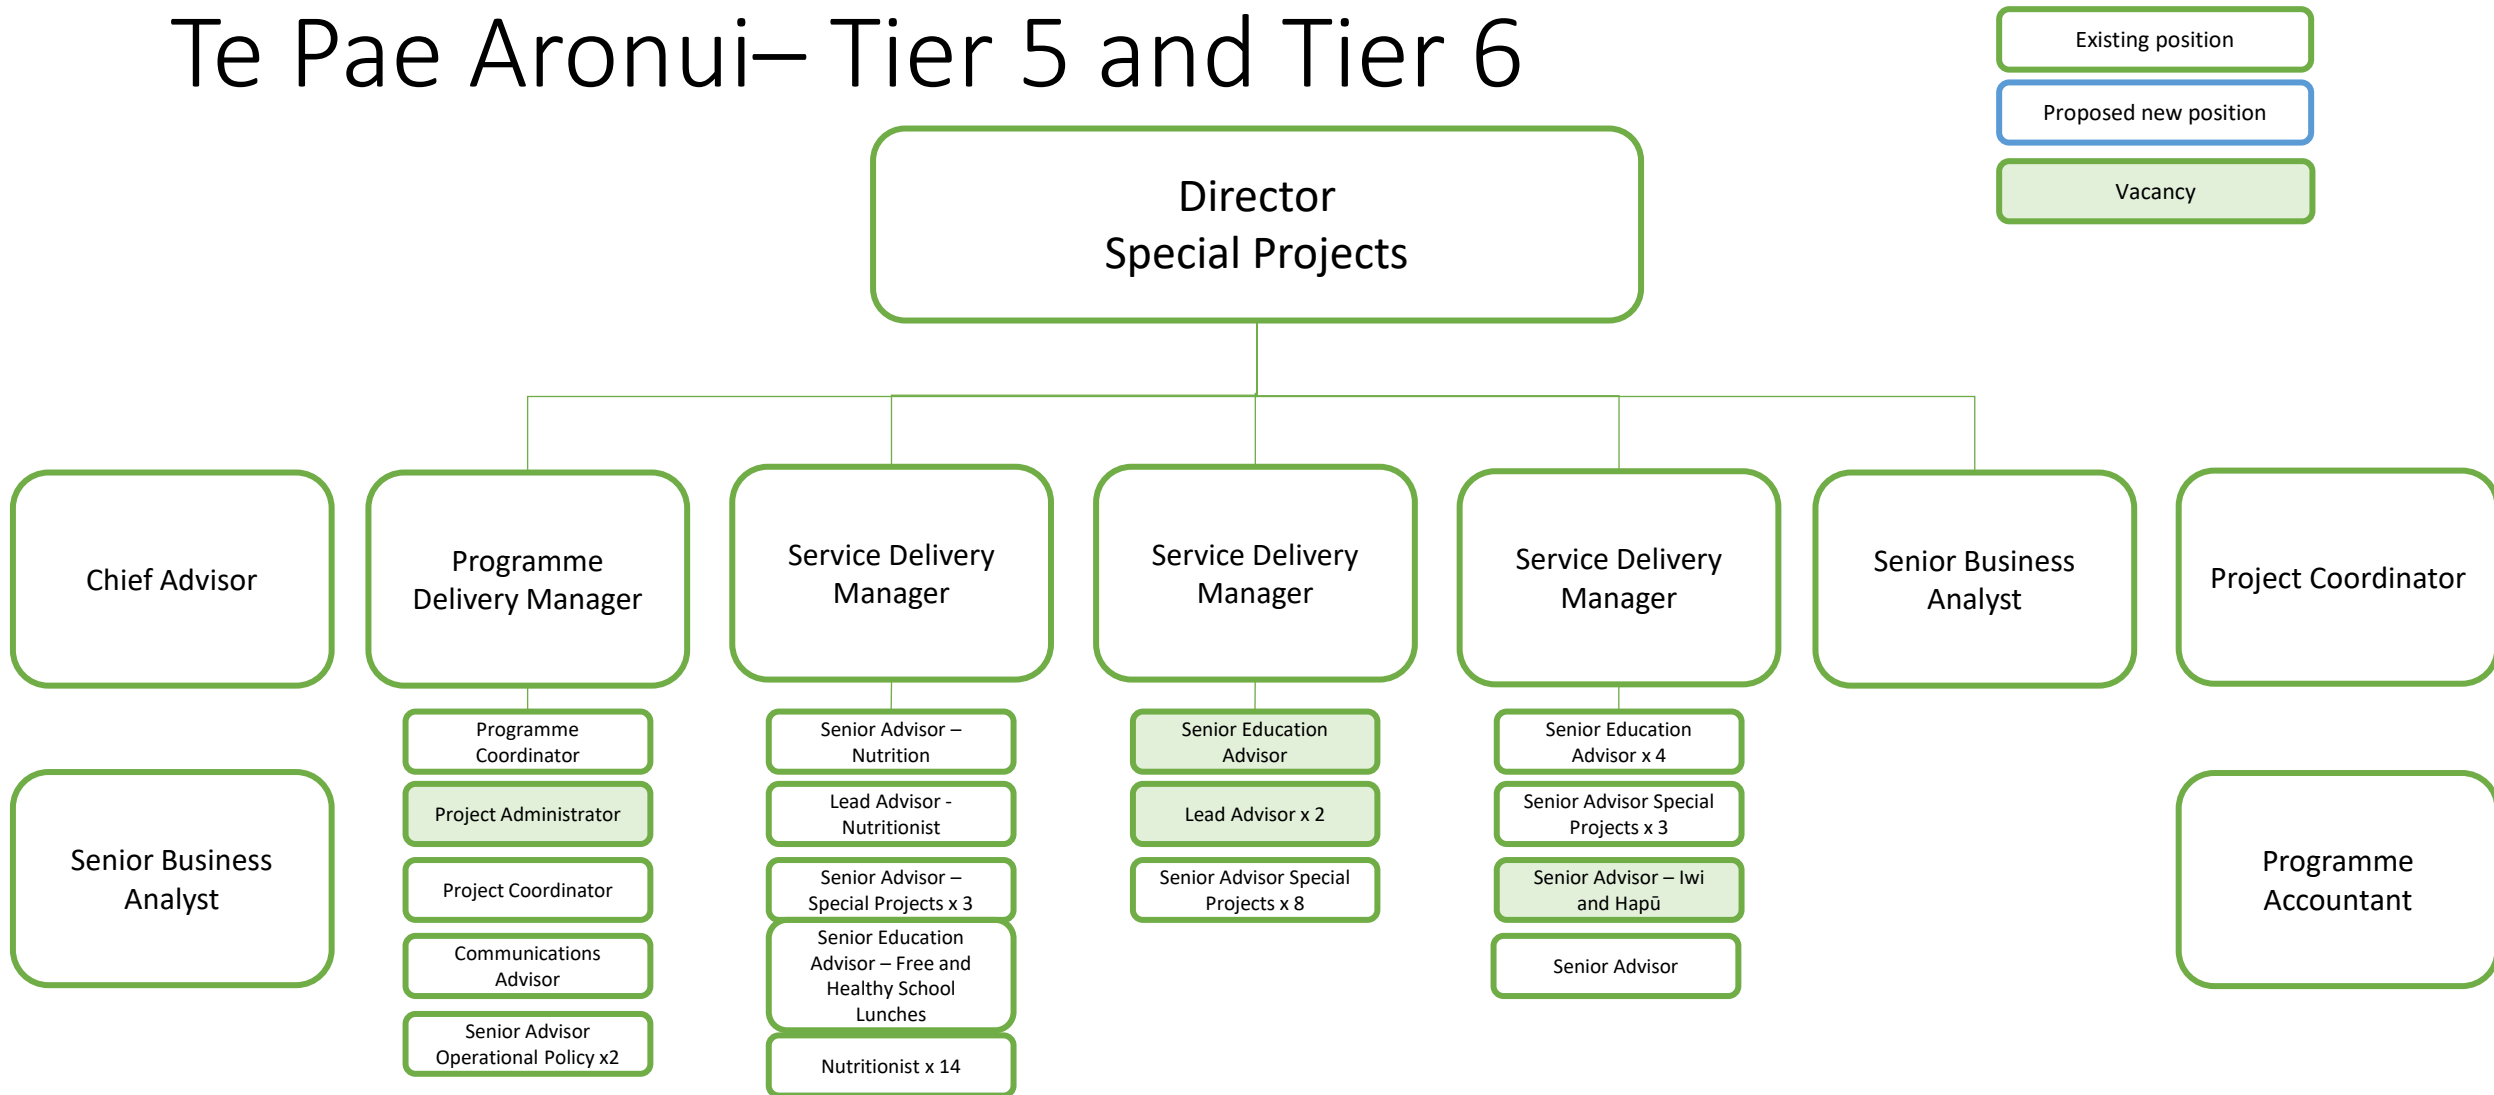 Te Pae Aronui– Tier 5 and Tier 6
Existing position
Proposed new position
Vacancy
Director
Special Projects
Chief Advisor
Programme
Delivery Manager
Service Delivery
Manager
Service Delivery
Manager
Service Delivery
Manager
Senior Business
Analyst
Project Coordinator
Senior Business
Analyst
Programme
Coordinator
Project Administrator
Project Coordinator
Communications
Advisor
Senior Advisor
Operational Policy x2
Senior Advisor –
Nutrition
Lead Advisor -
Nutritionist
Senior Advisor –
Special Projects x 3
Senior Education
Advisor – Free and
Healthy School
Lunches
Nutritionist x 14
Senior Education
Advisor
Lead Advisor x 2
Senior Advisor Special
Projects x 8
Senior Education
Advisor x 4
Senior Advisor Special
Projects x 3
Senior Advisor – Iwi
and Hapū
Senior Advisor
Programme
Accountant